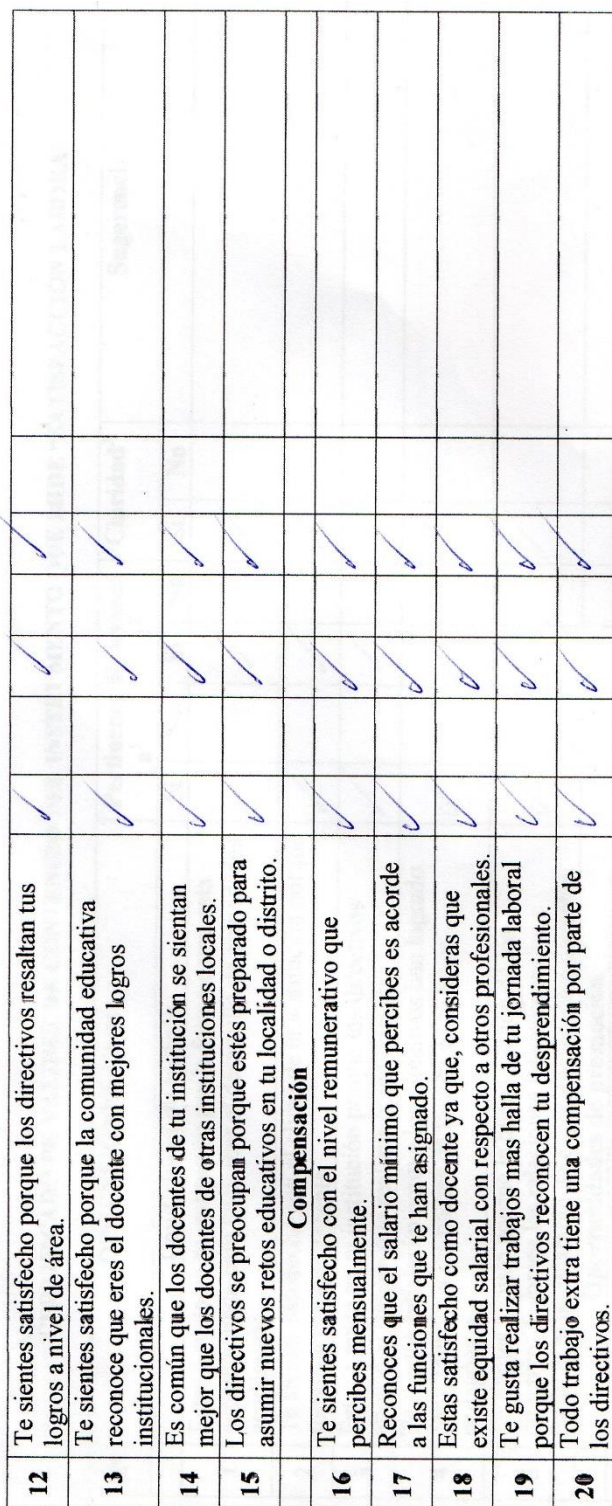 12 Te sientes satisfecho porque los directivos resaltan tus
logros a nivel de área. ✓ ✓ ✓
13 Te sientes satisfecho porque la comunidad educativa
reconoce que eres el docente con mejores logros
institucionales. ✓ ✓ ✓
14 Es común que los docentes de tu institución se sientan
mejor que los docentes de otras instituciones locales. ✓ ✓ ✓
15 Los directivos se preocupan porque estés preparado para
asumir nuevos retos educativos en tu localidad o distrito. ✓ ✓ ✓
Compensación
16 Te sientes satisfecho con el nivel remunerativo que
percibes mensualmente. ✓ ✓ ✓
17 Reconoces que el salario mínimo que percibes es acorde
a las funciones que te han asignado. ✓ ✓ ✓
18 Estas satisfecho como docente ya que, consideras que
existe equidad salarial con respecto a otros profesionales. ✓ ✓ ✓
19 Te gusta realizar trabajos mas halla de tu jornada laboral
porque los directivos reconocen tu desprendimiento. ✓ ✓ ✓
20 Todo trabajo extra tiene una compensación por parte de
los directivos. ✓ ✓ ✓